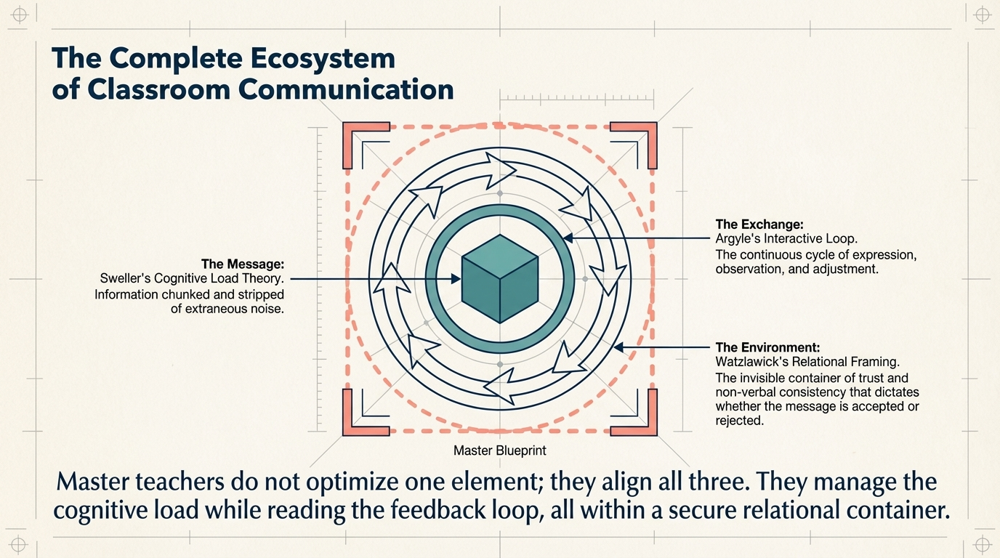 The Complete Ecosystem
of Classroom Communication
The Message:
Sweller's Cognitive Load Theory.
Information chunked and stripped
of extraneous noise.
The Exchange:
Argyle's Interactive Loop.
The continuous cycle of expression,
observation, and adjustment.
The Environment:
Watzlawick's Relational Framing.
The invisible container of trust and
non-verbal consistency that dictates
whether the message is accepted or
rejected.
Master Blueprint
Master teachers do not optimize one element; they align all three. They manage the
cognitive load while reading the feedback loop, all within a secure relational container.